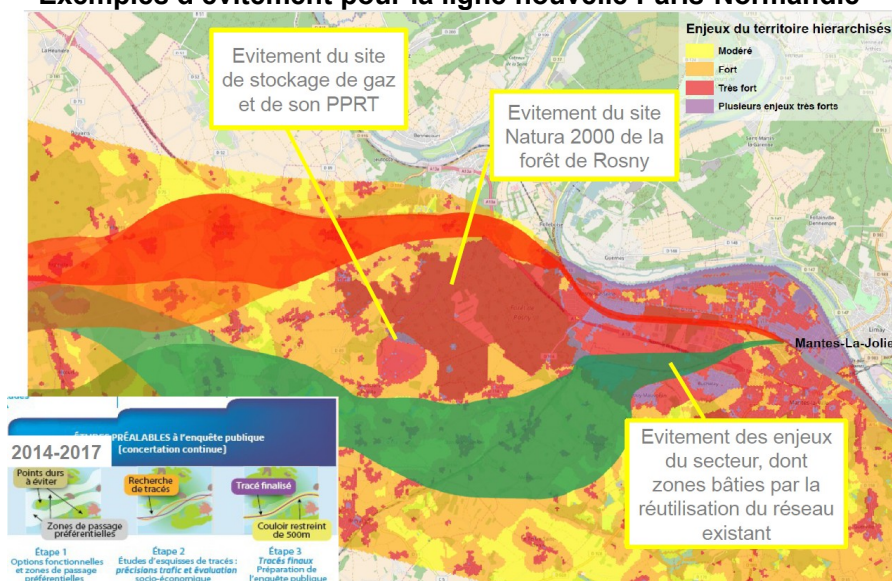 Exemples d'évitement pour la ligne nouvelle Paris-Normandie
Enjeux du territoire hierarchisés
Modéré
Fort
Très fort
Plusieurs enjeux très forts
Evitement du site
de stockage de gaz
et de son PPRT
Evitement du site
Natura 2000 de la
forêt de Rosny
Limay
Mantes-La-Jolie
Evitement des enjeux
du secteur, dont
zones bâties par la
réutilisation du réseau
existant
PRÉALABLES à l'enquête publique
[concertation continue]
2014-2017
Points durs
à éviter
Zones de passage
préférentielles
Recherche
de tracés
Tracé finalisé
Couloir restreint
de 500m
Étape 1
Options fonctionnelles
et zones de passage
préférentielles
Étape 2
Études d'esquisses de tracés :
précisions trafic et évaluation
socio-économique
Étape 3
Tracés finaux
Préparation de
l'enquête publique